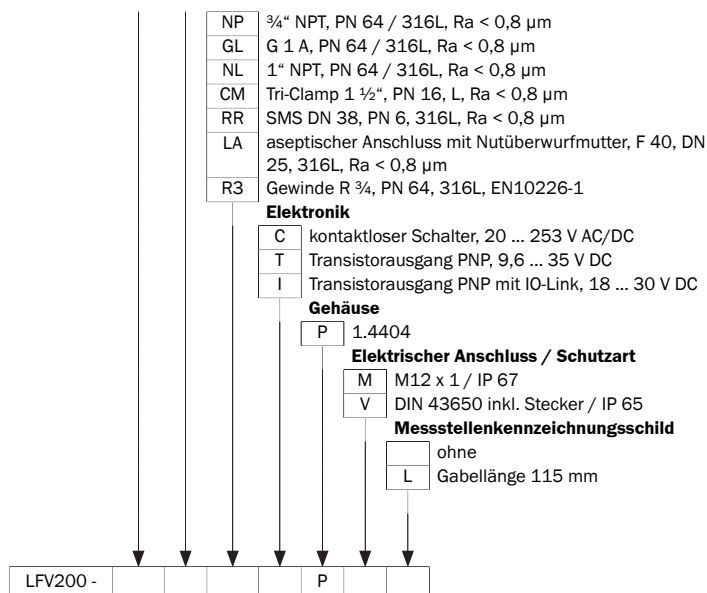 NP ¾“ NPT, PN 64 / 316L, Ra < 0,8 µm
GL G 1 A, PN 64 / 316L, Ra < 0,8 µm
NL 1“ NPT, PN 64 / 316L, Ra < 0,8 µm
CM Tri-Clamp 1 ½“, PN 16, L, Ra < 0,8 µm
RR SMS DN 38, PN 6, 316L, Ra < 0,8 µm
LA aseptischer Anschluss mit Nutüberwurfmutter, F 40, DN
25, 316L, Ra < 0,8 µm
R3 Gewinde R ¾, PN 64, 316L, EN10226-1
Elektronik
C kontaktloser Schalter, 20 ... 253 V AC/DC
T Transistorausgang PNP, 9,6 ... 35 V DC
I Transistorausgang PNP mit IO-Link, 18 ... 30 V DC
Gehäuse
P 1.4404
Elektrischer Anschluss / Schutzart
M M12 x 1 / IP 67
V DIN 43650 inkl. Stecker / IP 65
Messstellenkennzeichnungsschild
ohne
L Gabellänge 115 mm
LFV200 - P